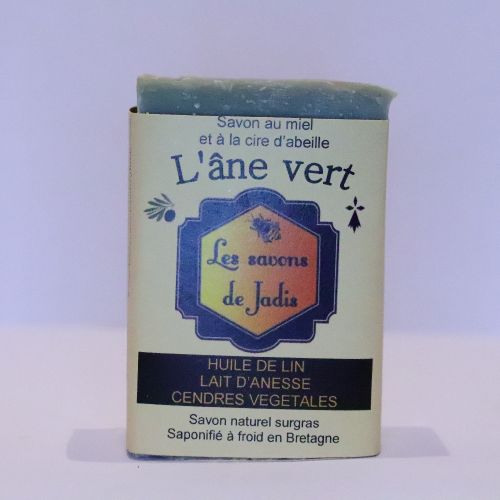 Savon au miel
et à la cire d'abeille
L'âne vert
Les savons
de Jadis
HUILE DE LIN
LAIT D'ANESSE
CENDRES VEGETALES
Savon naturel surgras
Saponifié à froid en Bretagne